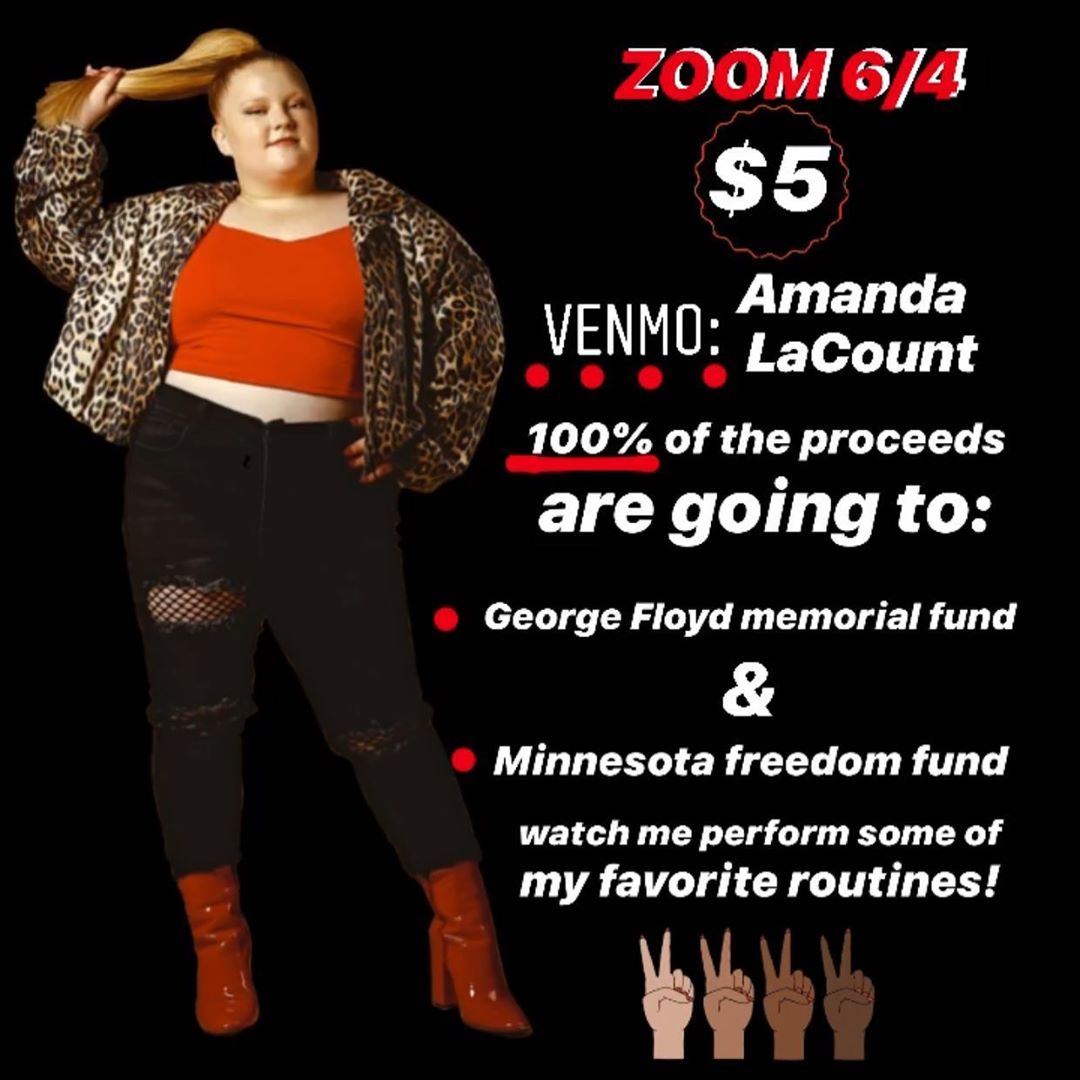 ZOOM 6/4
$5
VENMO: Amanda
LaCount
100% of the proceeds
are going to:
George Floyd memorial fund
&
Minnesota freedom fund
watch me perform some of
my favorite routines!